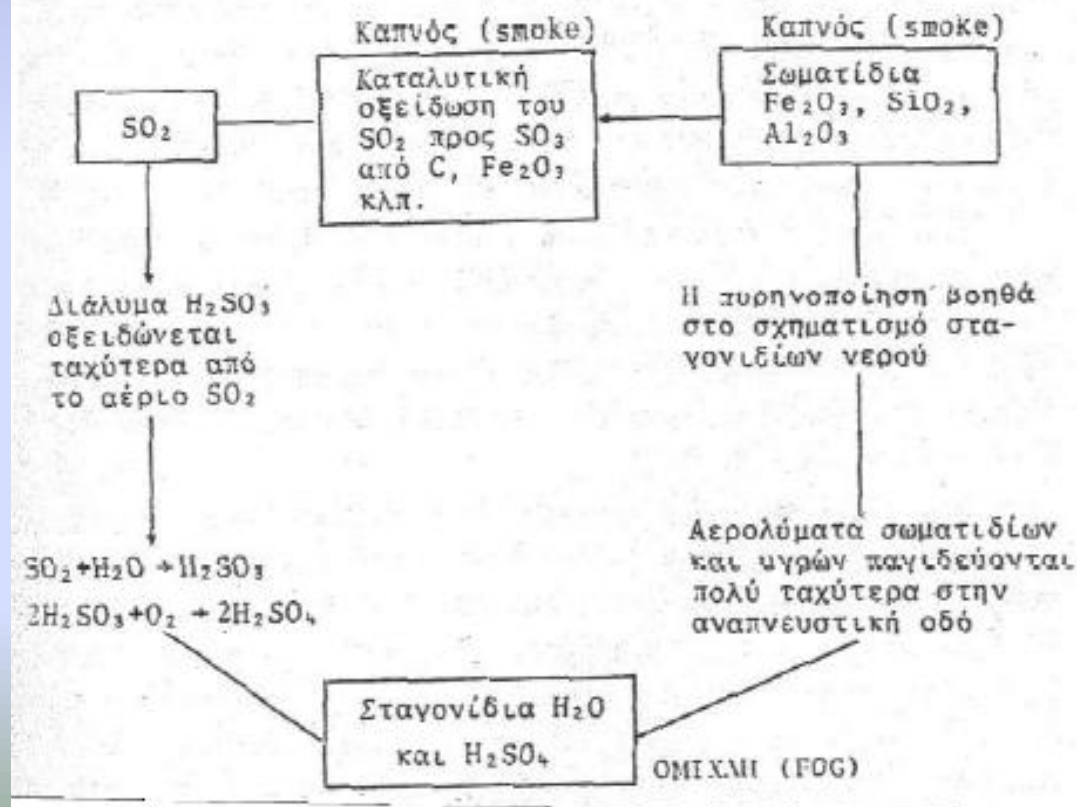 Καπνός (smoke)
Καταλυτική
οξείδωση του
SO₂ προς SO₃
από C, Fe₂O₃
κλπ.
Καπνός (smoke)
Σωματίδια
Fe₂O₃, SiO₂,
Al₂O₃
SO₂
Διάλυμα H₂SO₃
οξειδώνεται
ταχύτερα από
το αέριο SO₂
Η πυρηνοποίηση βοηθά
στο σχηματισμό στα-
γονιδίων νερού
SO₂+H₂O → H₂SO₃
2H₂SO₃+O₂ → 2H₂SO₄
Αερολύματα σωματιδίων
και υγρών παγιδεύονται
πολύ ταχύτερα στην
αναπνευστική οδό
Σταγονίδια H₂O
και H₂SO₄
ΟΜΙΧΛΗ (FOG)